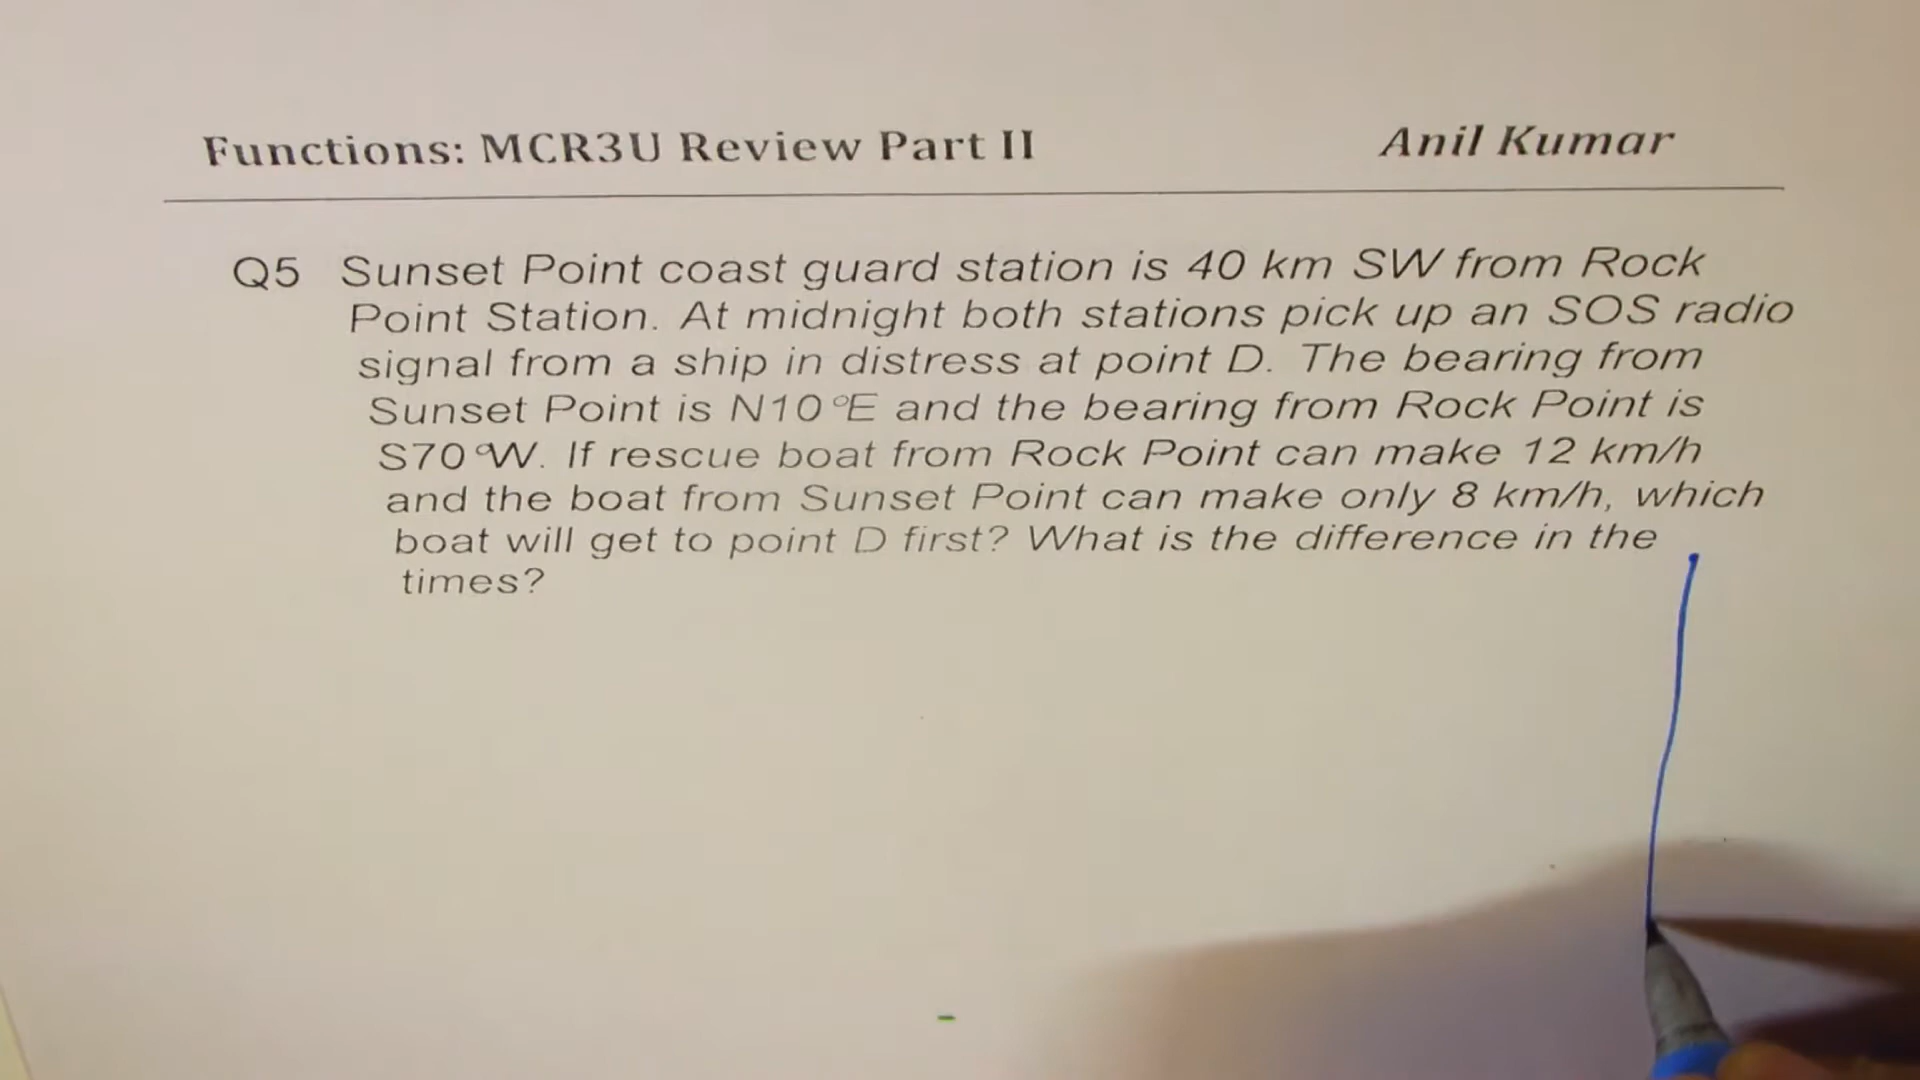 Functions: MCR3U Review Part II
Anil Kumar
Q5 Sunset Point coast guard station is 40 km SW from Rock
Point Station. At midnight both stations pick up an SOS radio
signal from a ship in distress at point D. The bearing from
Sunset Point is N10°E and the bearing from Rock Point is
S70°W. If rescue boat from Rock Point can make 12 km/h
and the boat from Sunset Point can make only 8 km/h, which
boat will get to point D first? What is the difference in the
times?